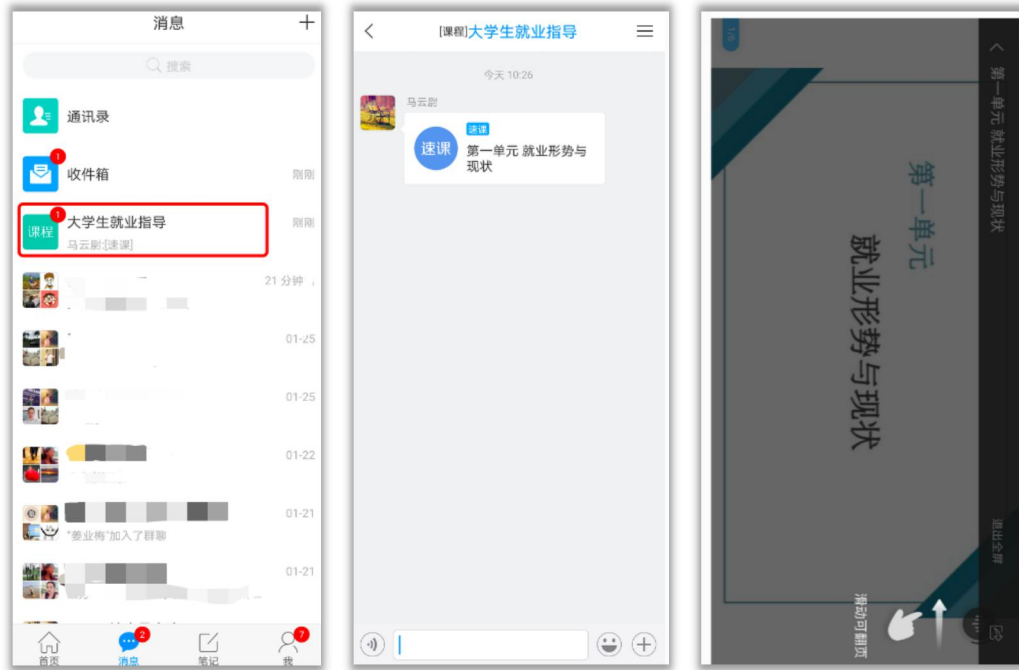 消息
搜索
通讯录
1
收件箱
刚刚
课程
1
大学生就业指导
刚刚
马云尉:[速课]
21 分钟
01-25
01-25
01-22
01-21
"姜业梅"加入了群聊
01-21
首页
2
消息
笔记
7
我
[课程]大学生就业指导
今天 10:26
马云尉
速课
速课
第一单元 就业形势与
现状
第一单元 就业形势与现状
1/6
第一单元
就业形势与现状
退出全屏
滑动可翻页